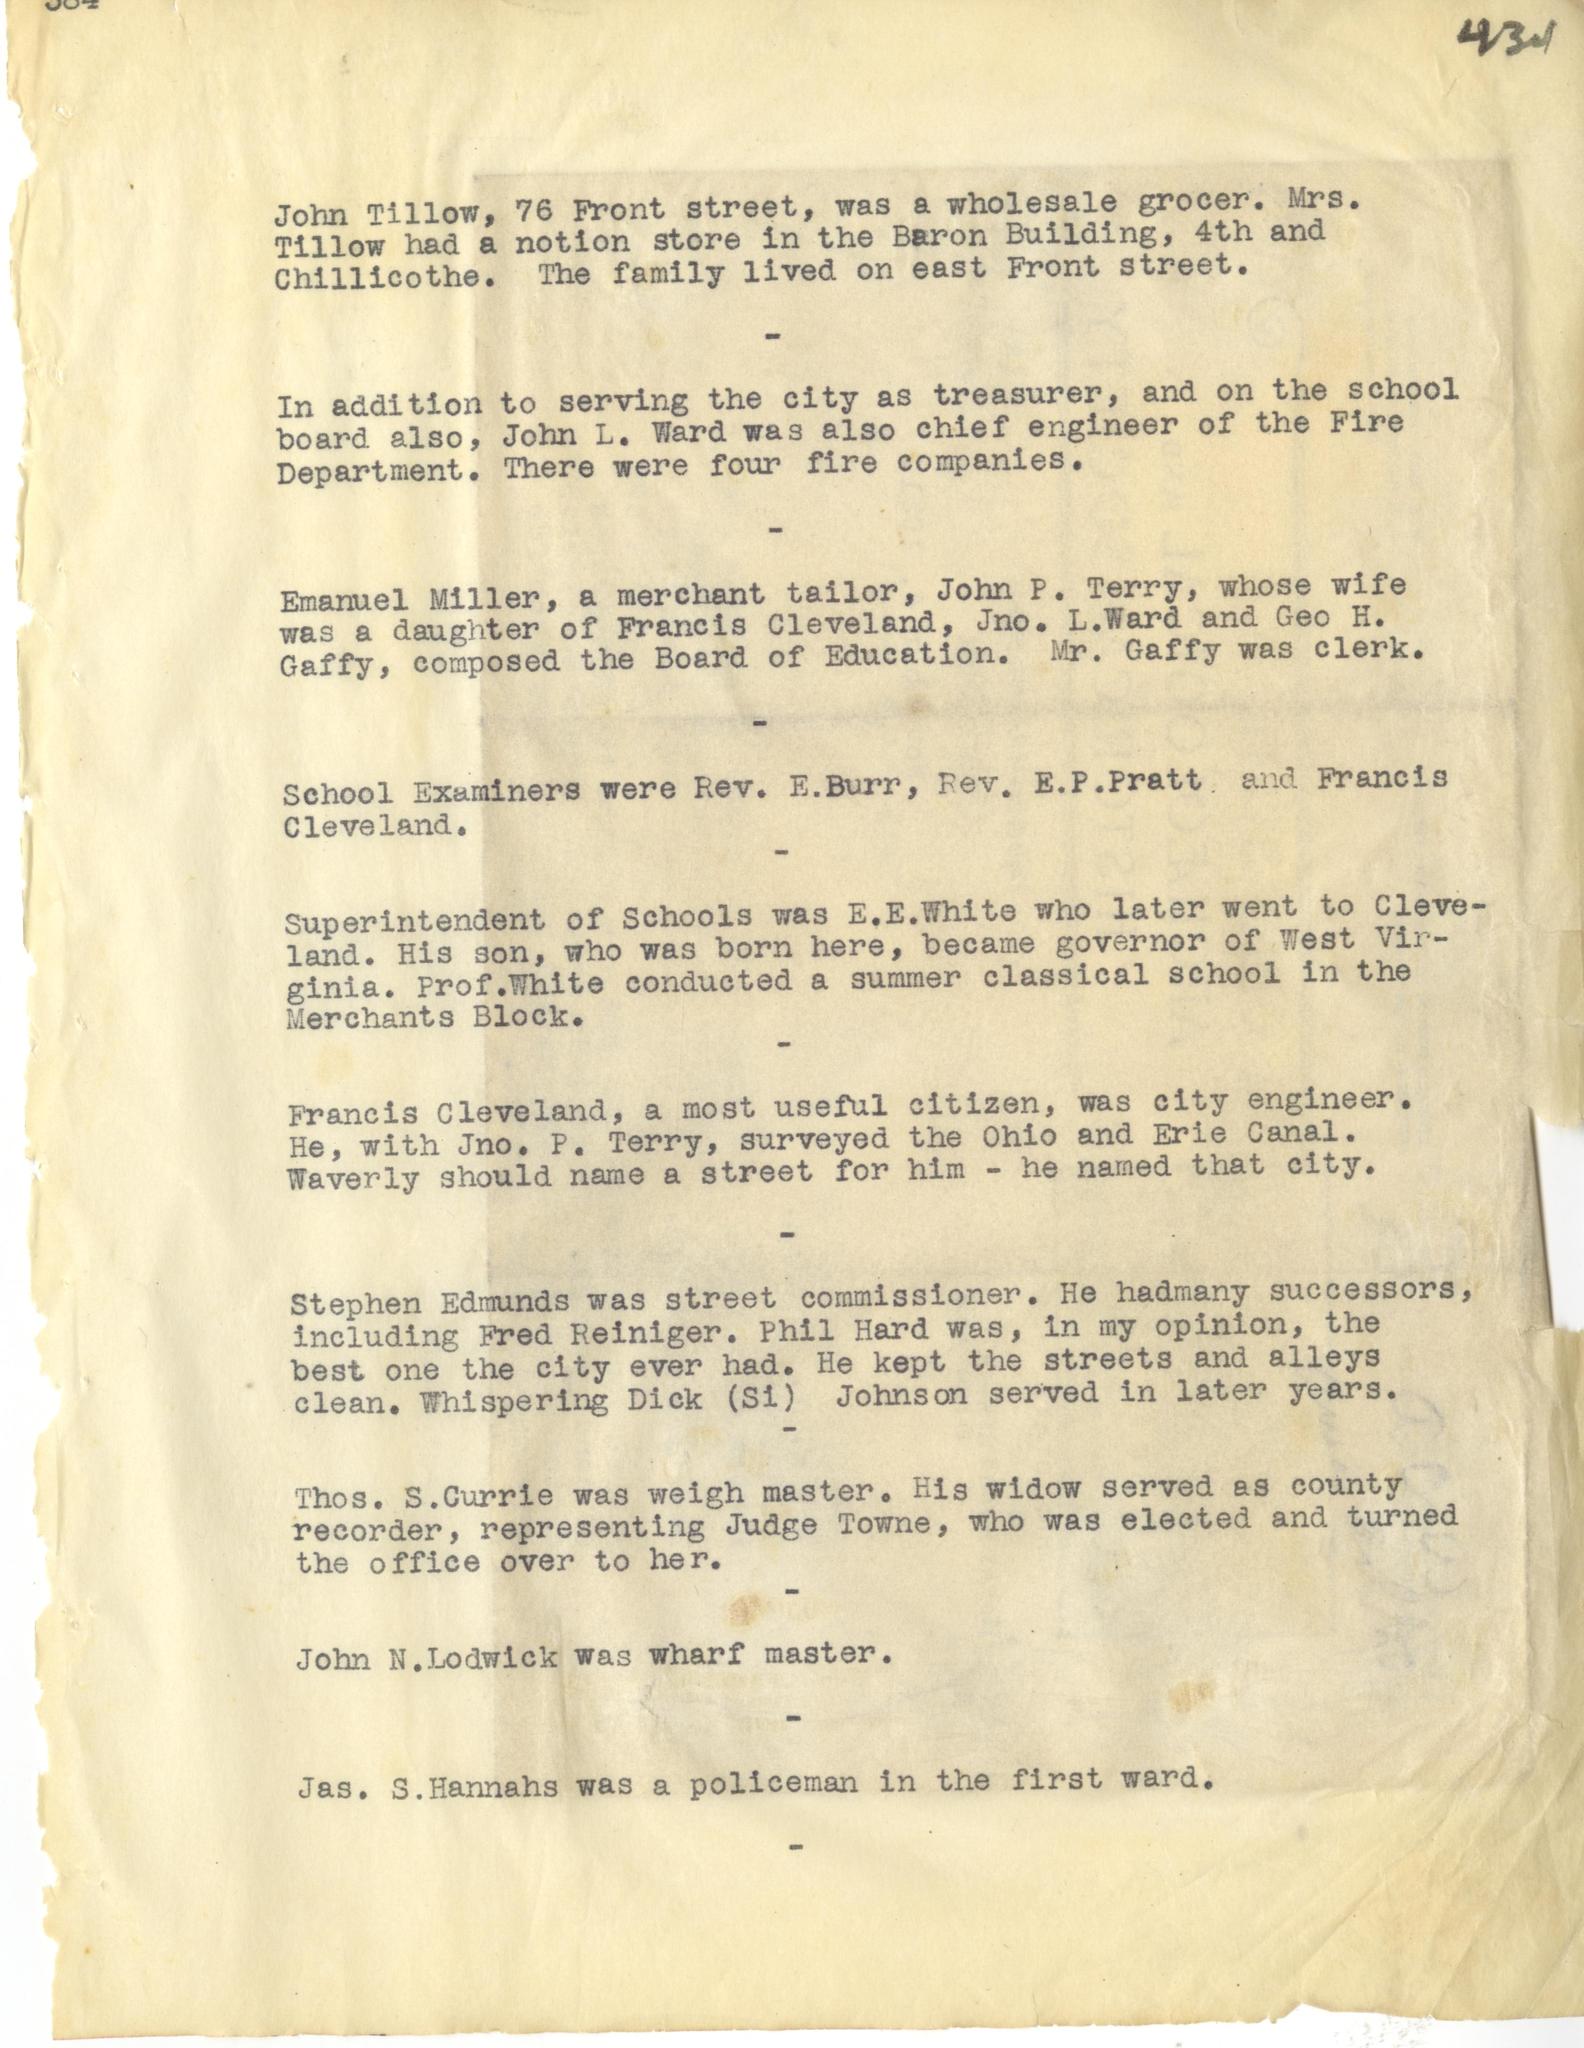 384
434
John Tillow, 76 Front street, was a wholesale grocer. Mrs.
Tillow had a notion store in the Baron Building, 4th and
Chillicothe. The family lived on east Front street.
-
In addition to serving the city as treasurer, and on the school
board also, John L. Ward was also chief engineer of the Fire
Department. There were four fire companies.
-
Emanuel Miller, a merchant tailor, John P. Terry, whose wife
was a daughter of Francis Cleveland, Jno. L.Ward and Geo H.
Gaffy, composed the Board of Education. Mr. Gaffy was clerk.
-
School Examiners were Rev. E.Burr, Rev. E.P.Pratt and Francis
Cleveland.
-
Superintendent of Schools was E.E.White who later went to Cleve-
land. His son, who was born here, became governor of West Vir-
ginia. Prof.White conducted a summer classical school in the
Merchants Block.
-
Francis Cleveland, a most useful citizen, was city engineer.
He, with Jno. P. Terry, surveyed the Ohio and Erie Canal.
Waverly should name a street for him - he named that city.
-
Stephen Edmunds was street commissioner. He hadmany successors,
including Fred Reiniger. Phil Hard was, in my opinion, the
best one the city ever had. He kept the streets and alleys
clean. Whispering Dick (Si) Johnson served in later years.
-
Thos. S.Currie was weigh master. His widow served as county
recorder, representing Judge Towne, who was elected and turned
the office over to her.
-
John N.Lodwick was wharf master.
-
Jas. S.Hannahs was a policeman in the first ward.
-